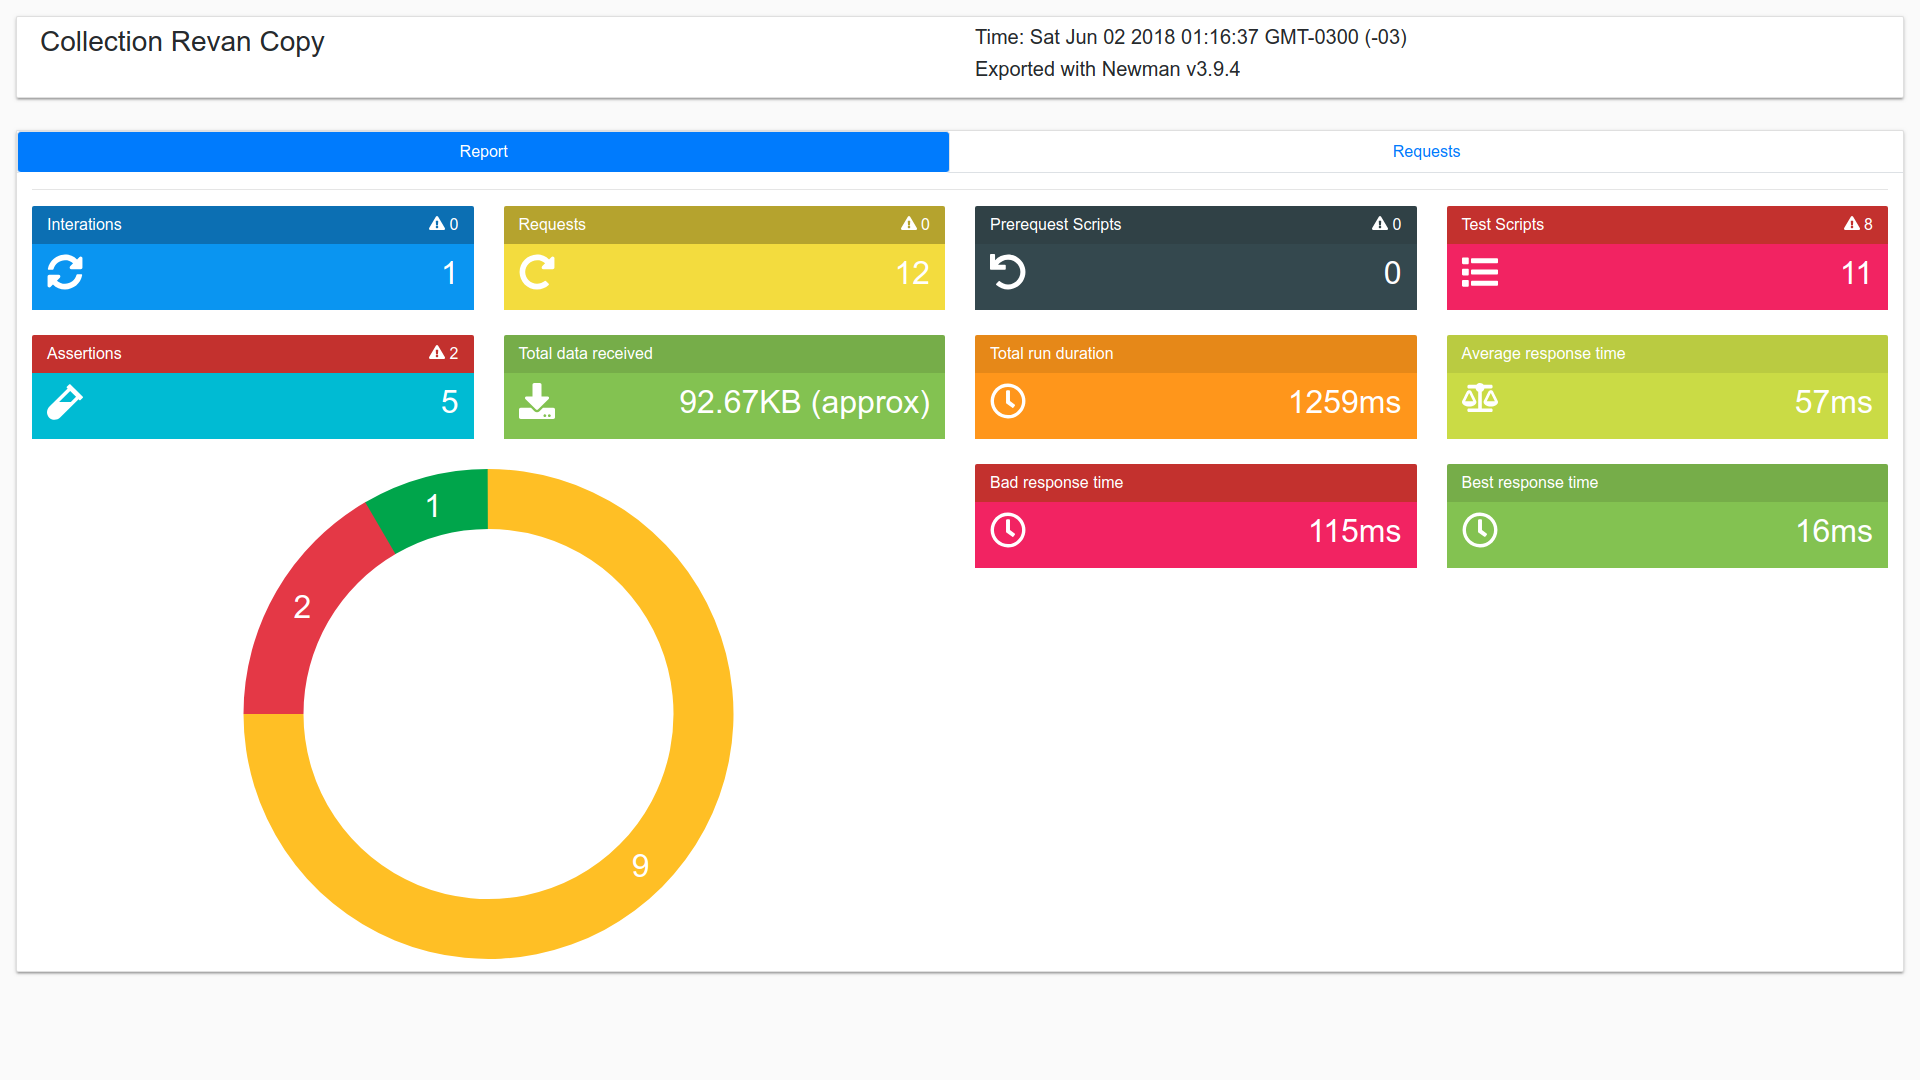 Collection Revan Copy
Time: Sat Jun 02 2018 01:16:37 GMT-0300 (-03)
Exported with Newman v3.9.4
Report
Requests
Interations 0
1
Requests 0
12
Prerequest Scripts 0
0
Test Scripts 8
11
Assertions 2
5
Total data received
92.67KB (approx)
Total run duration
1259ms
Average response time
57ms
Bad response time
115ms
Best response time
16ms
1
2
9